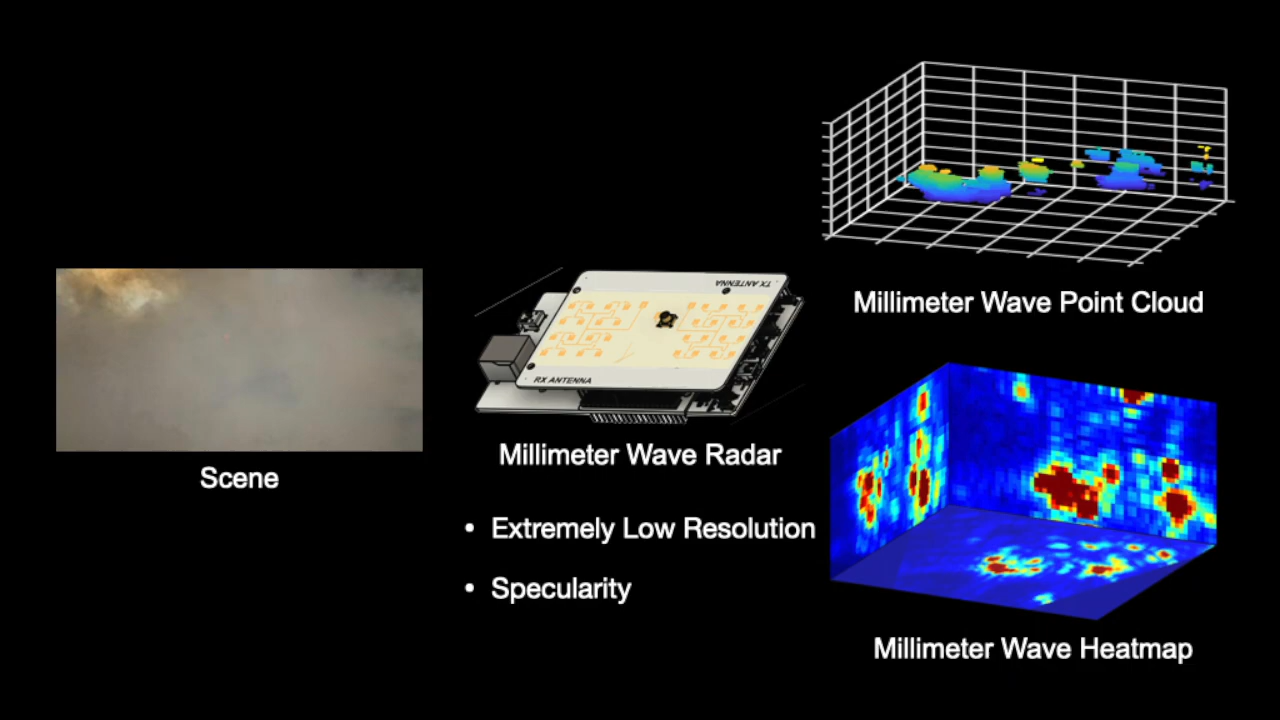 Scene
TX ANTENNA
RX ANTENNA
Millimeter Wave Radar
• Extremely Low Resolution
• Specularity
Millimeter Wave Point Cloud
Millimeter Wave Heatmap